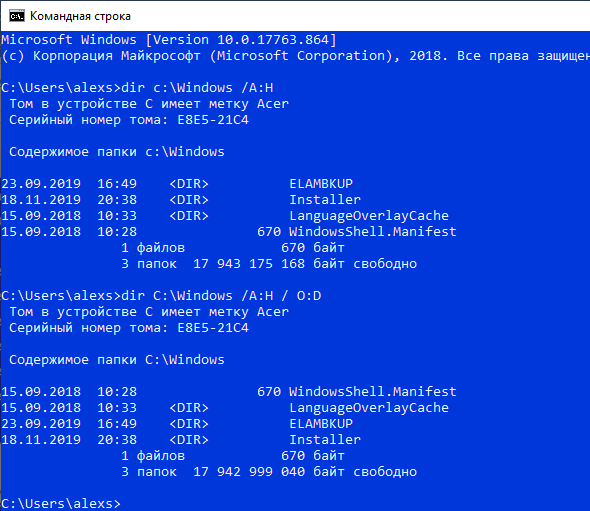 Командная строка
Microsoft Windows [Version 10.0.17763.864]
(c) Корпорация Майкрософт (Microsoft Corporation), 2018. Все права защищен
C:\Users\alexs>dir c:\Windows /A:H
Том в устройстве C имеет метку Acer
Серийный номер тома: E8E5-21C4
Содержимое папки c:\Windows
23.09.2019  16:49    <DIR>          ELAMBKUP
18.11.2019  20:38    <DIR>          Installer
15.09.2018  10:33    <DIR>          LanguageOverlayCache
15.09.2018  10:28               670 WindowsShell.Manifest
1 файлов            670 байт
3 папок  17 943 175 168 байт свободно
C:\Users\alexs>dir C:\Windows /A:H / O:D
Том в устройстве C имеет метку Acer
Серийный номер тома: E8E5-21C4
Содержимое папки C:\Windows
15.09.2018  10:28               670 WindowsShell.Manifest
15.09.2018  10:33    <DIR>          LanguageOverlayCache
23.09.2019  16:49    <DIR>          ELAMBKUP
18.11.2019  20:38    <DIR>          Installer
1 файлов            670 байт
3 папок  17 942 999 040 байт свободно
C:\Users\alexs>